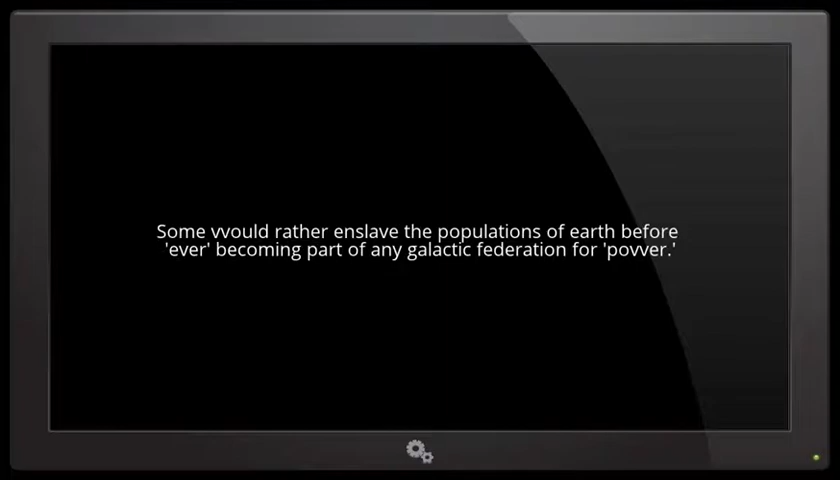 Some vvould rather enslave the populations of earth before
'ever' becoming part of any galactic federation for 'povver.'